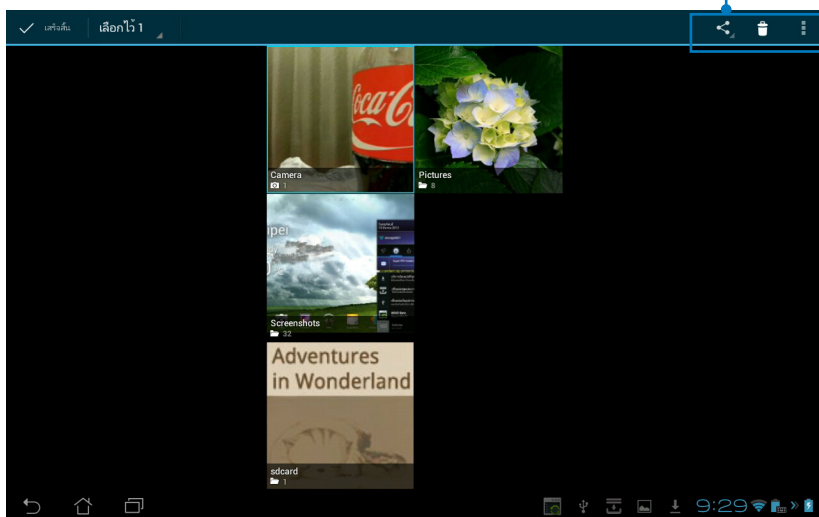 เสร็จสิ้น
เลือกไว้ 1
Coca-C
Camera
1
Pictures
8
ipei
Screenshots
32
Adventures
in Wonderland
sdcard
1
9:29